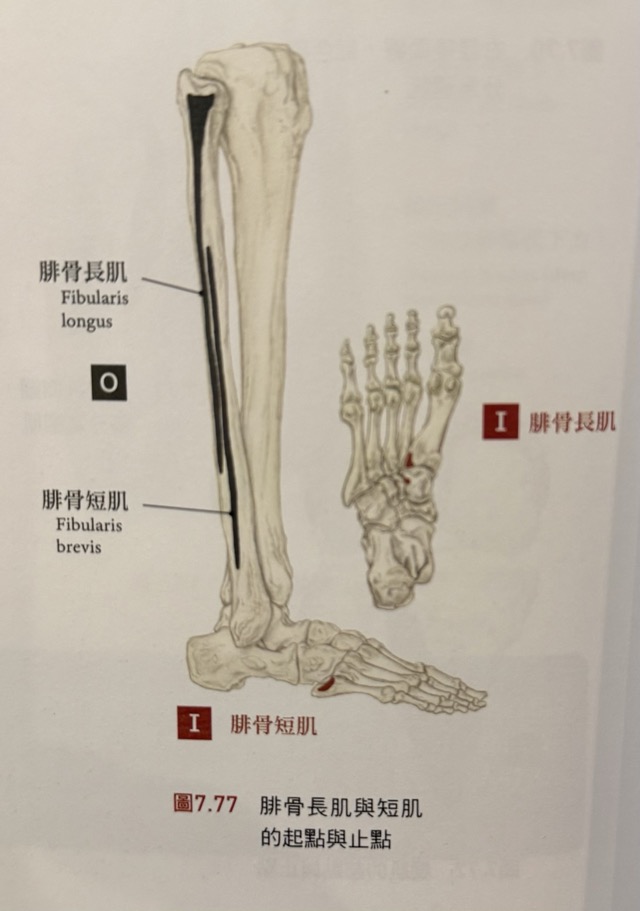 腓骨長肌
Fibularis
longus
O
I 腓骨長肌
腓骨短肌
Fibularis
brevis
I 腓骨短肌
圖7.77 腓骨長肌與短肌
的起點與止點